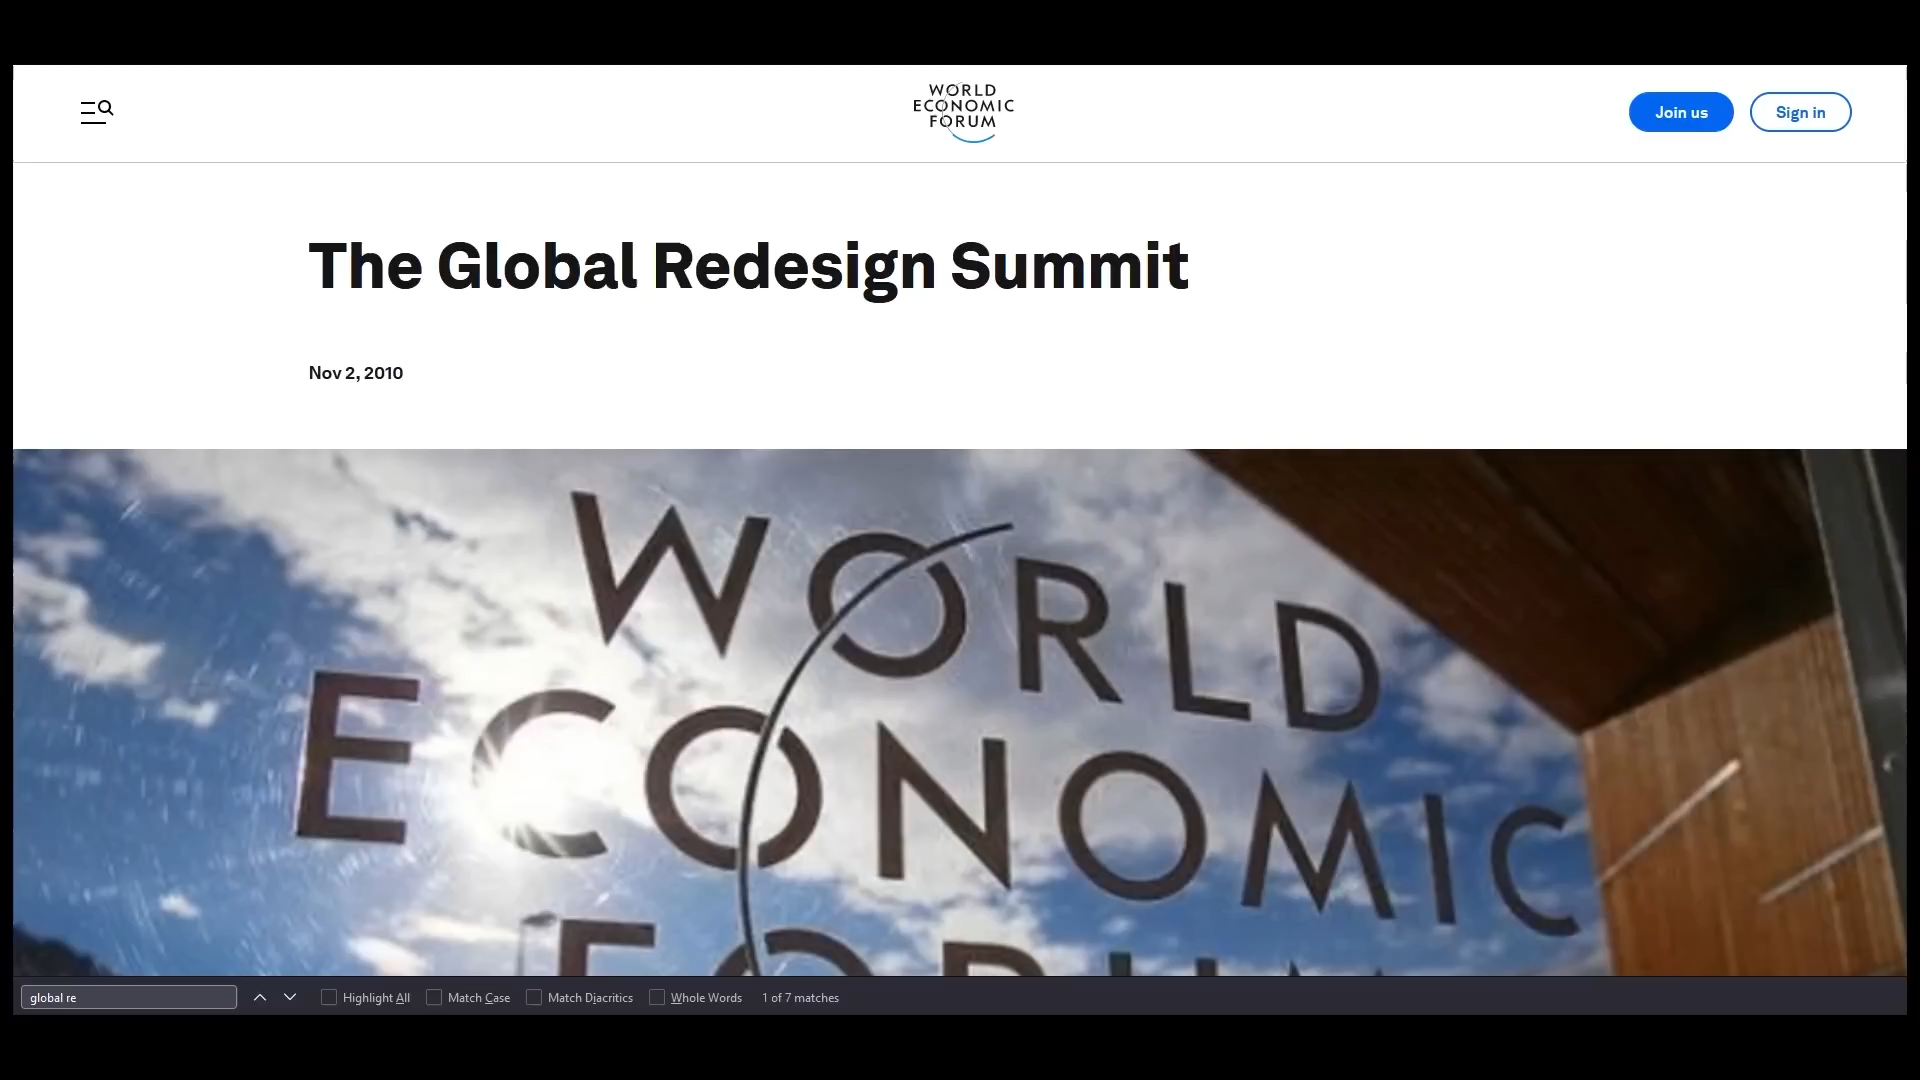 WORLD
ECONOMIC
FORUM
Join us
Sign in
The Global Redesign Summit
Nov 2, 2010
WORLD
ECONOMIC
FORUM
global re
Highlight All
Match Case
Match Diacritics
Whole Words
1 of 7 matches